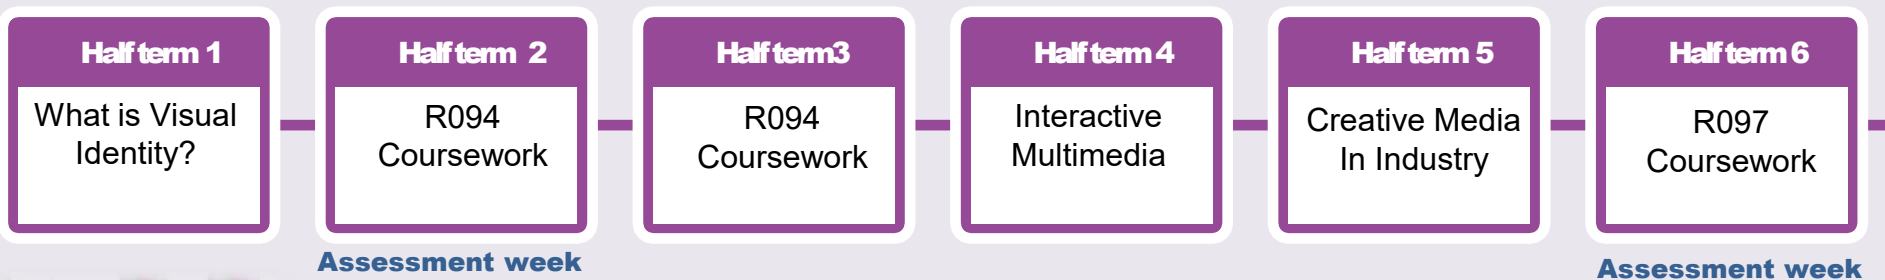 Half term 1
What is Visual
Identity?
Half term 2
R094
Coursework
Assessment week
Half term3
R094
Coursework
Half term 4
Interactive
Multimedia
Half term 5
Creative Media
In Industry
Half term 6
R097
Coursework
Assessment week